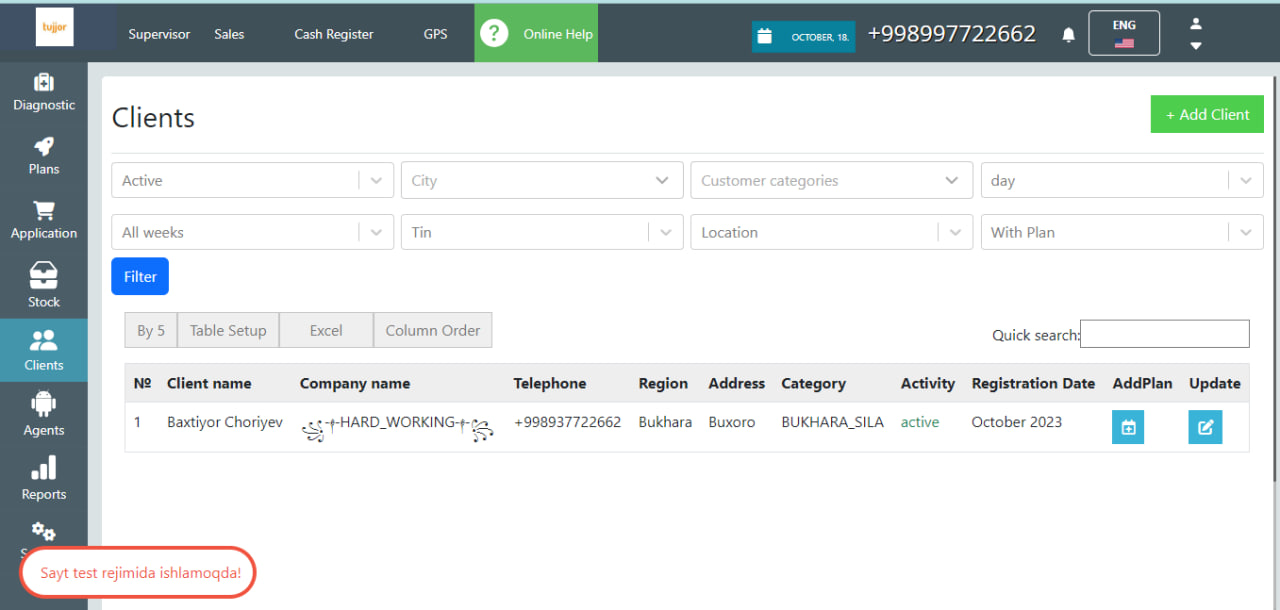 tujjor
Supervisor Sales Cash Register GPS ? Online Help OCTOBER, 18. +998997722662 ENG
Diagnostic
Plans
Application
Stock
Clients
Agents
Reports
Clients
+ Add Client
Active City Customer categories day
All weeks Tin Location With Plan
Filter
By 5 Table Setup Excel Column Order
Quick search:
№ Client name Company name Telephone Region Address Category Activity Registration Date AddPlan Update
1 Baxtiyor Choriyev ꧁༒HARD_WORKING༒꧂ +998937722662 Bukhara Buxoro BUKHARA_SILA active October 2023
Sayt test rejimida ishlamoqda!